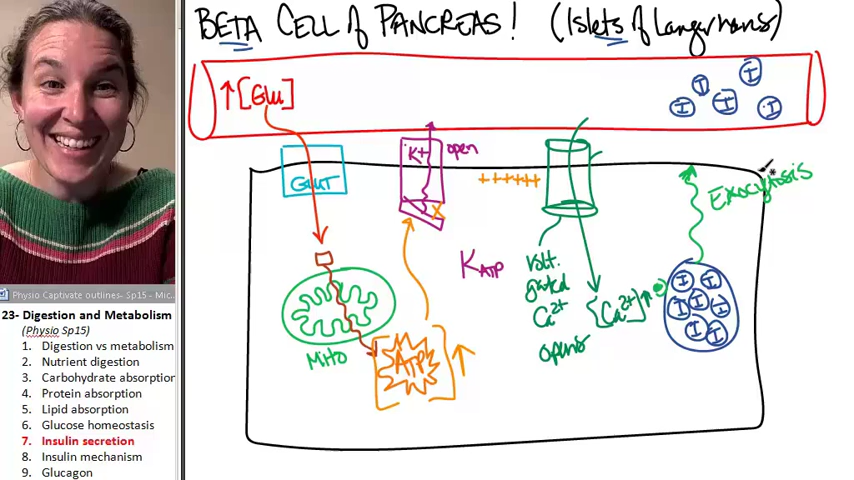 BETA CELL of PANCREAS! (Islets of Langerhans)
↑[Glu]
I I I I I
GLUT
K+ open
++++++
Exocytosis
X
KATP
volt.
gated
Ca2+
opens
[Ca2+]↑
I I I I I I I
Mito
ATP ↑
Physio Captivate outlines- Sp15 - Mic...
23- Digestion and Metabolism
(Physio Sp15)
1. Digestion vs metabolism
2. Nutrient digestion
3. Carbohydrate absorption
4. Protein absorption
5. Lipid absorption
6. Glucose homeostasis
7. Insulin secretion
8. Insulin mechanism
9. Glucagon